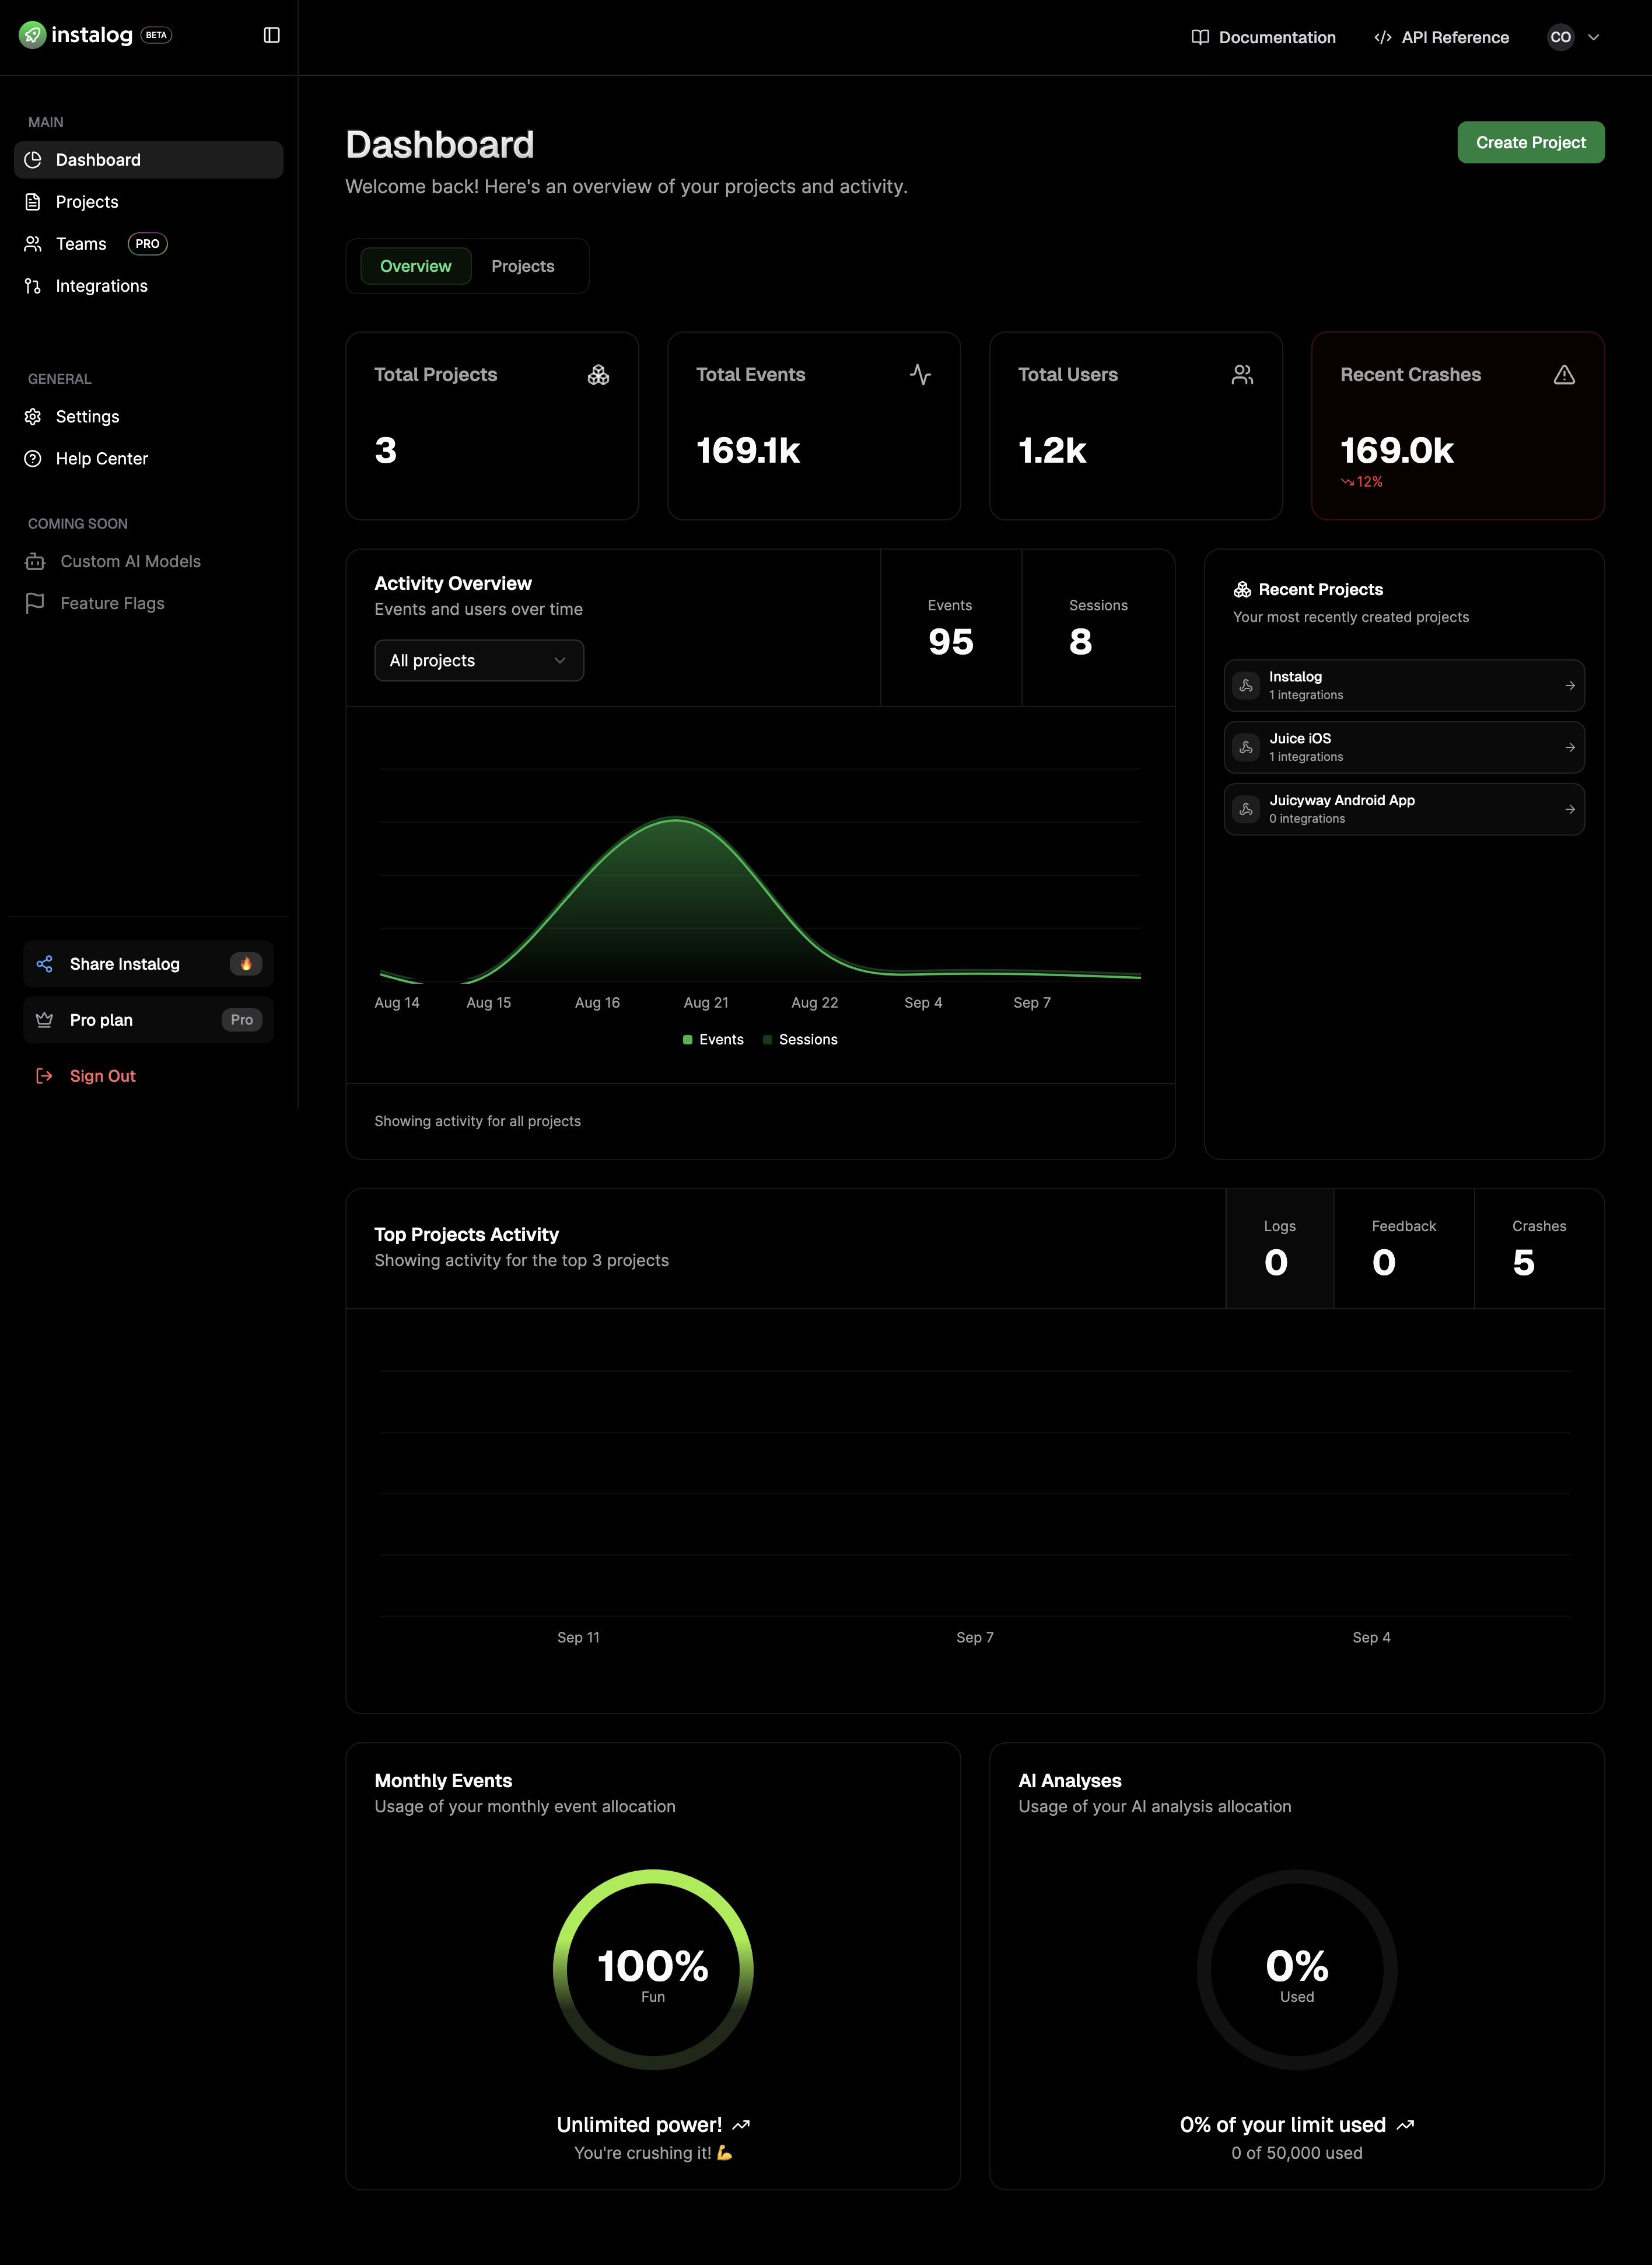 instalog BETA
Documentation
API Reference
CO
MAIN
Dashboard
Projects
Teams PRO
Integrations
GENERAL
Settings
Help Center
COMING SOON
Custom AI Models
Feature Flags
Share Instalog 🔥
Pro plan Pro
Sign Out
Dashboard
Create Project
Welcome back! Here's an overview of your projects and activity.
Overview Projects
Total Projects
3
Total Events
169.1k
Total Users
1.2k
Recent Crashes
169.0k
12%
Activity Overview
Events and users over time
All projects
Events
95
Sessions
8
Aug 14 Aug 15 Aug 16 Aug 21 Aug 22 Sep 4 Sep 7
Events Sessions
Showing activity for all projects
Recent Projects
Your most recently created projects
Instalog
1 integrations
Juice iOS
1 integrations
Juicyway Android App
0 integrations
Top Projects Activity
Showing activity for the top 3 projects
Logs
0
Feedback
0
Crashes
5
Sep 11 Sep 7 Sep 4
Monthly Events
Usage of your monthly event allocation
100%
Fun
Unlimited power!
You're crushing it! 💪
AI Analyses
Usage of your AI analysis allocation
0%
Used
0% of your limit used
0 of 50,000 used